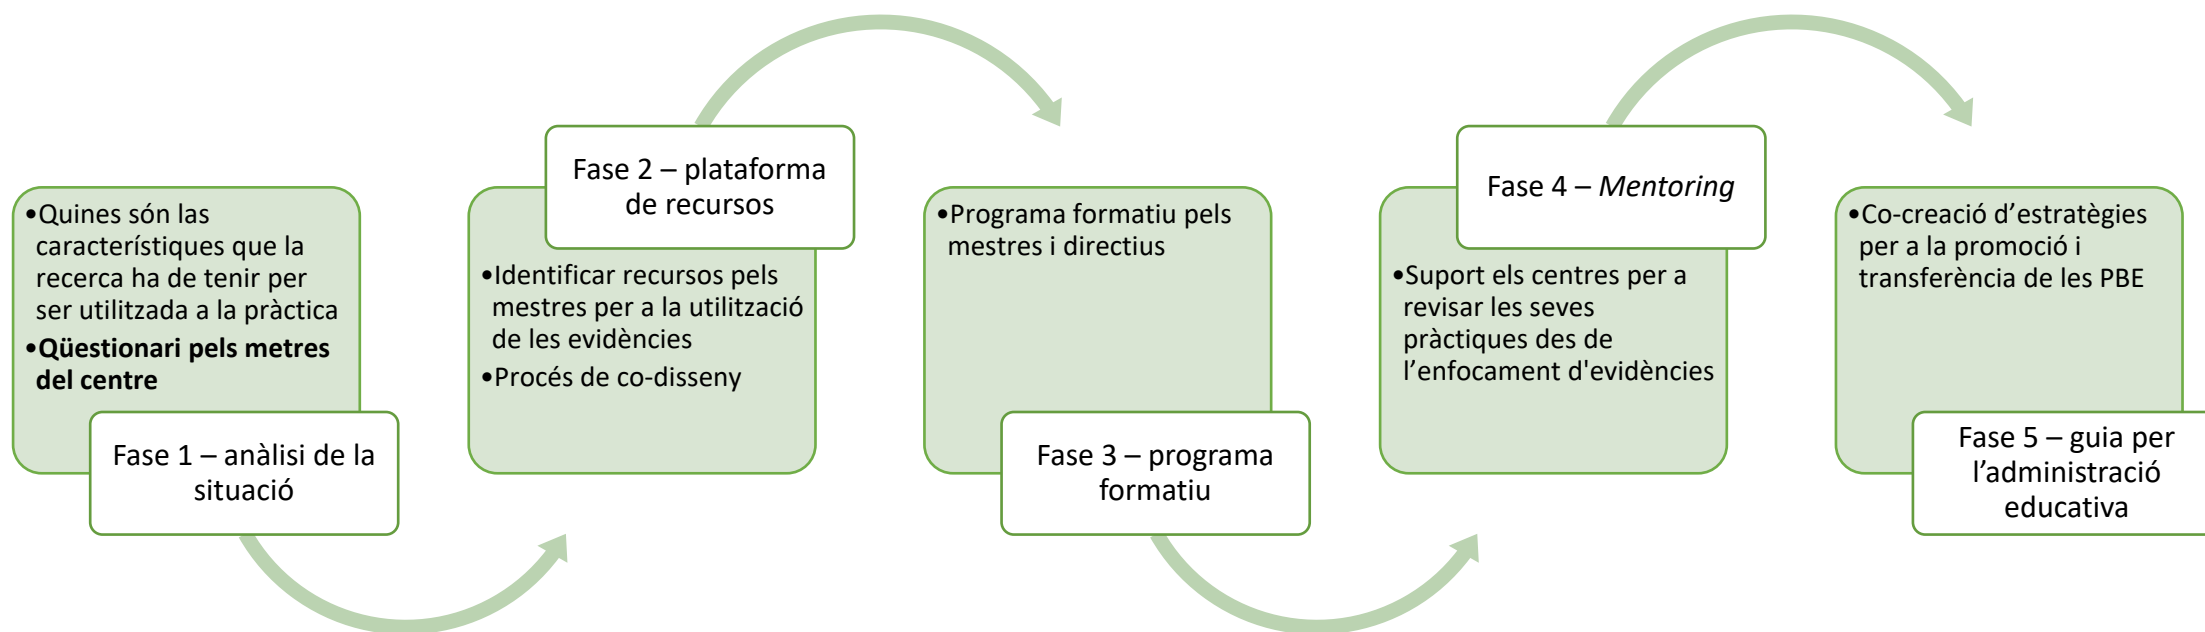 •Quines són las
característiques que la
recerca ha de tenir per
ser utilitzada a la pràctica
•Qüestionari pels metres
del centre
Fase 1 – anàlisi de la
situació
Fase 2 – plataforma
de recursos
•Identificar recursos pels
mestres per a la utilització
de les evidències
•Procés de co-disseny
•Programa formatiu pels
mestres i directius
Fase 3 – programa
formatiu
Fase 4 – Mentoring
•Suport els centres per a
revisar les seves
pràctiques des de
l’enfocament d'evidències
•Co-creació d’estratègies
per a la promoció i
transferència de les PBE
Fase 5 – guia per
l’administració
educativa